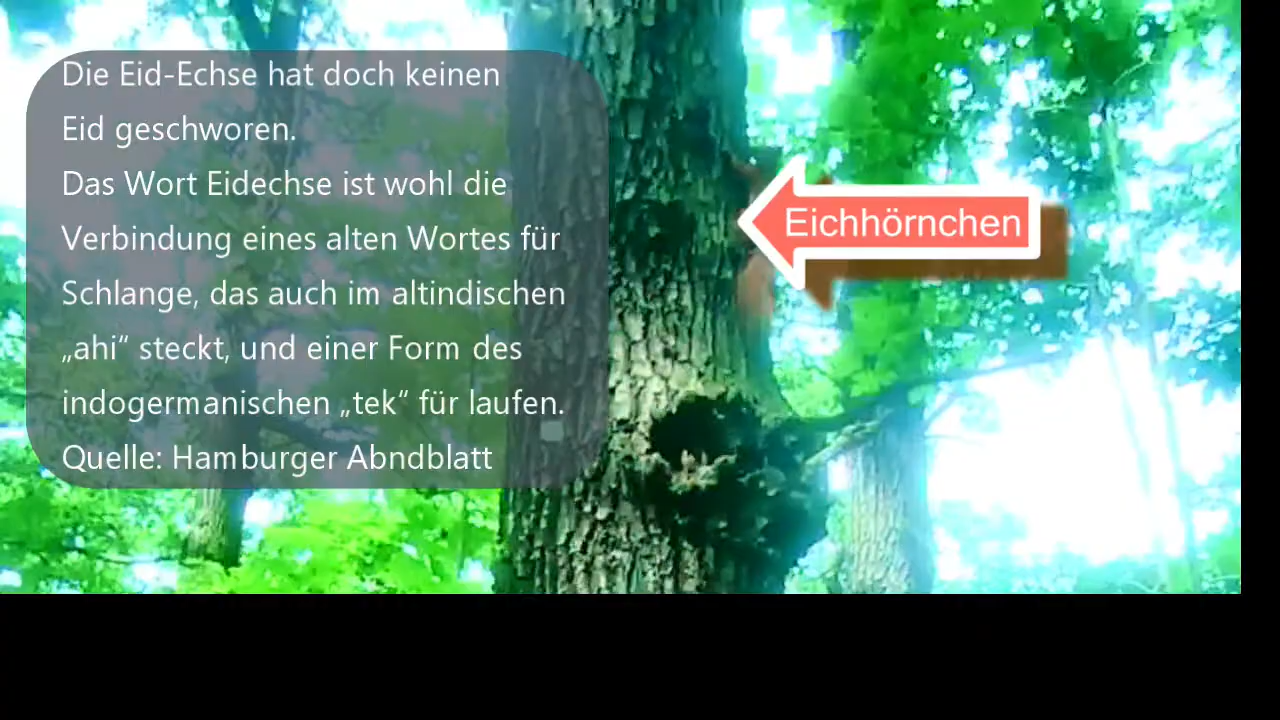 Die Eid-Echse hat doch keinen
Eid geschworen.
Das Wort Eidechse ist wohl die
Verbindung eines alten Wortes für
Schlange, das auch im altindischen
„ahi“ steckt, und einer Form des
indogermanischen „tek“ für laufen.
Quelle: Hamburger Abndblatt
Eichhörnchen